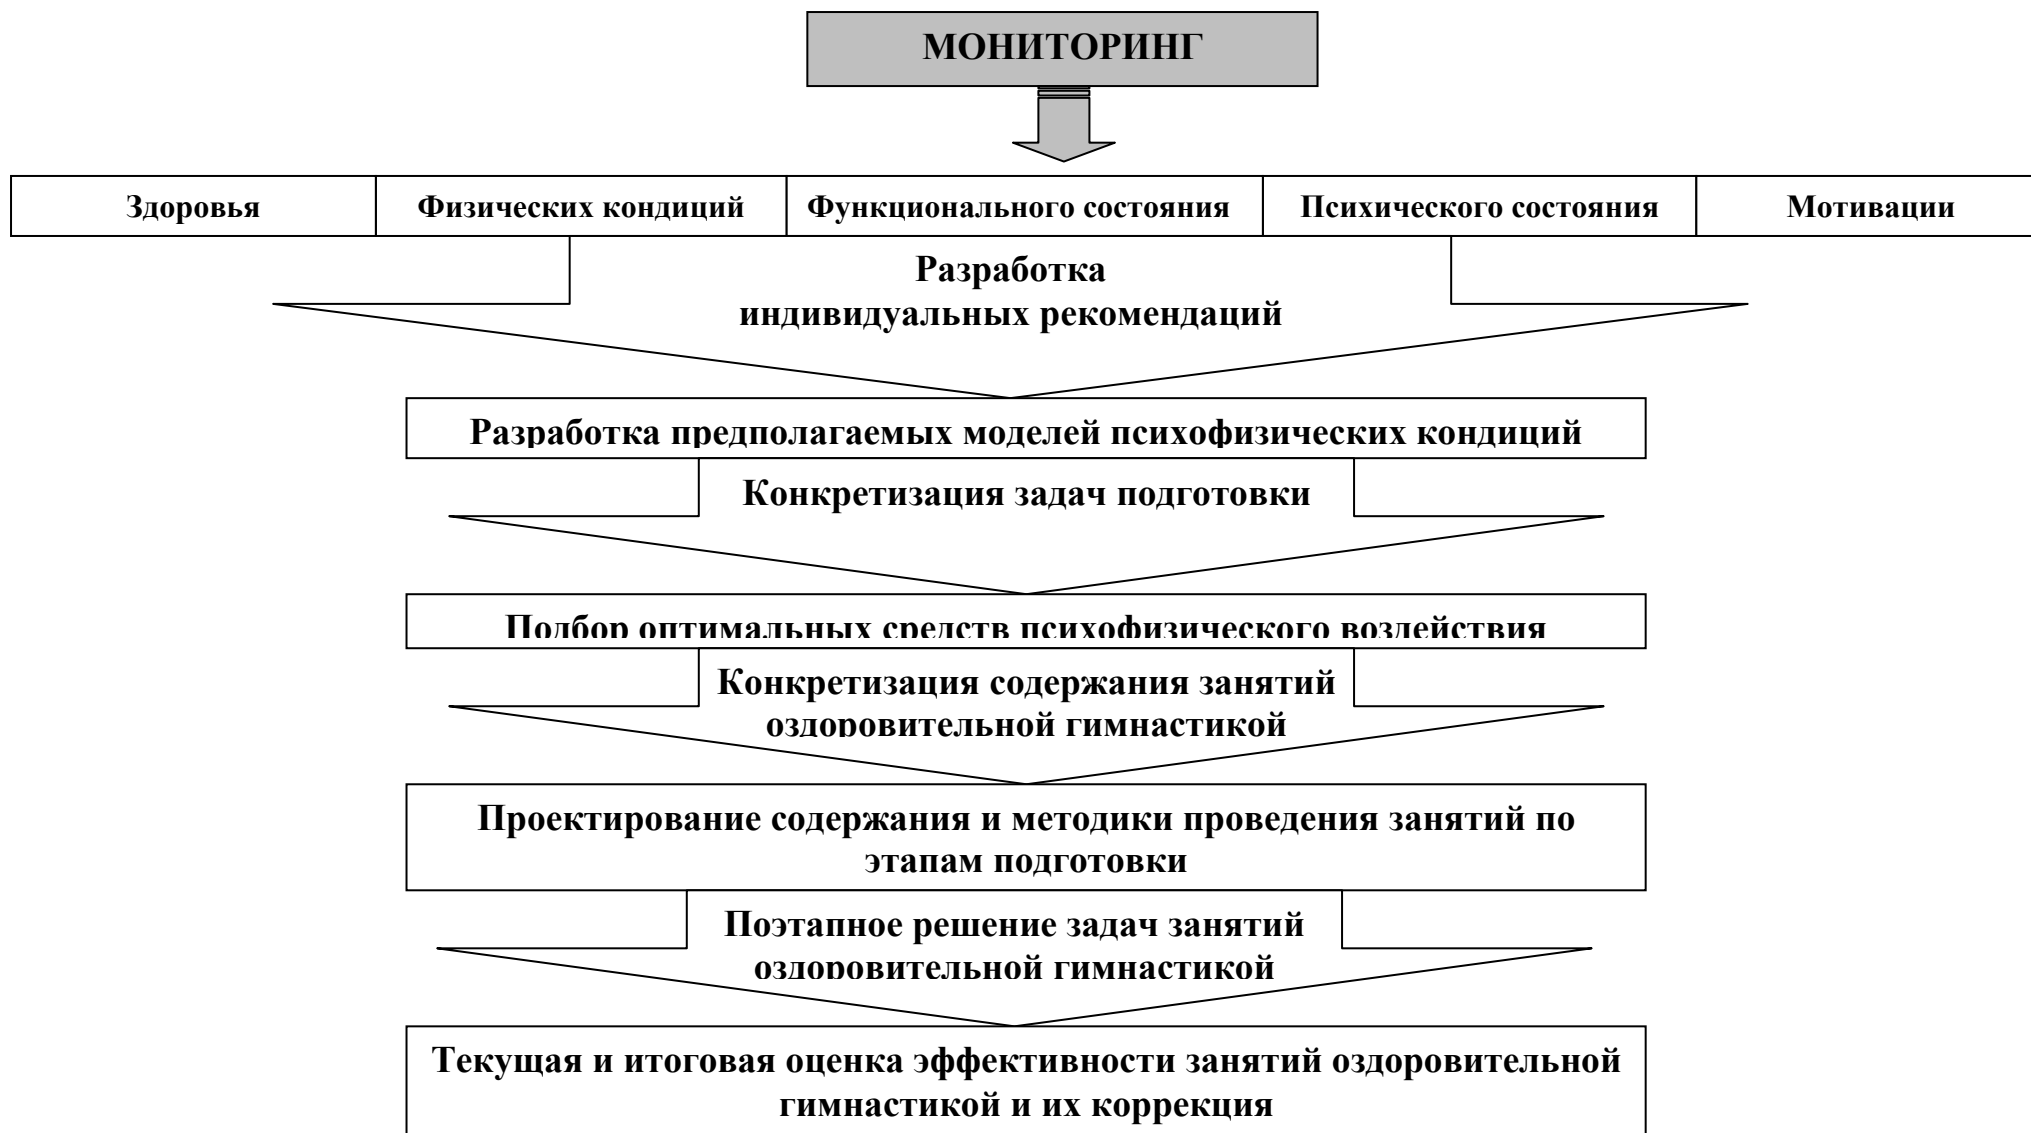 МОНИТОРИНГ
Здоровья Физических кондиций Функционального состояния Психического состояния Мотивации
Разработка
индивидуальных рекомендаций
Разработка предполагаемых моделей психофизических кондиций
Конкретизация задач подготовки
Подбор оптимальных средств психофизического воздействия
Конкретизация содержания занятий
оздоровительной гимнастикой
Проектирование содержания и методики проведения занятий по
этапам подготовки
Поэтапное решение задач занятий
оздоровительной гимнастикой
Текущая и итоговая оценка эффективности занятий оздоровительной
гимнастикой и их коррекция